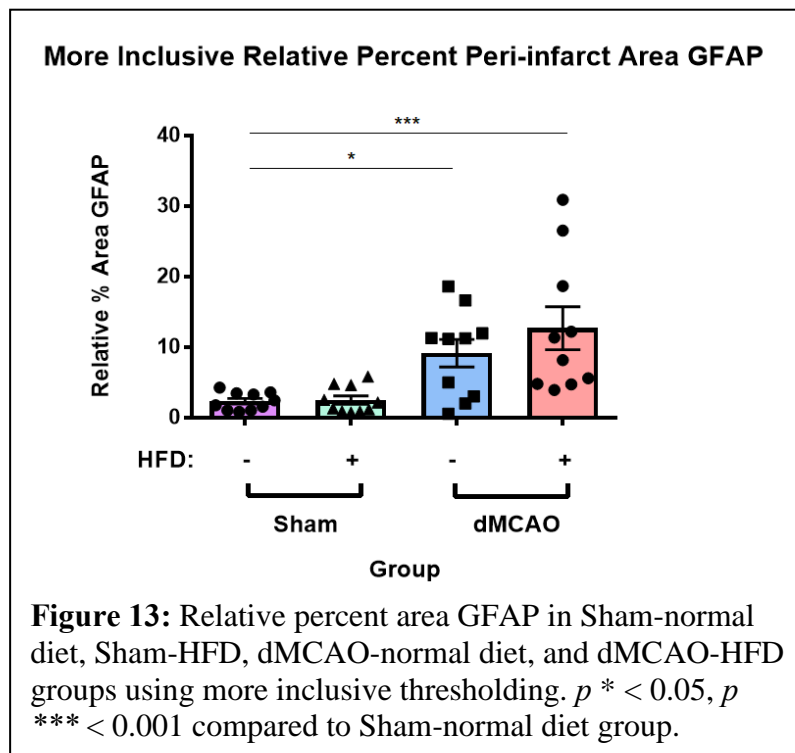 More Inclusive Relative Percent Peri-infarct Area GFAP
Relative % Area GFAP
40
30
20
10
0
***
*
HFD: - + - +
Sham dMCAO
Group
Figure 13: Relative percent area GFAP in Sham-normal
diet, Sham-HFD, dMCAO-normal diet, and dMCAO-HFD
groups using more inclusive thresholding. p * < 0.05, p
*** < 0.001 compared to Sham-normal diet group.